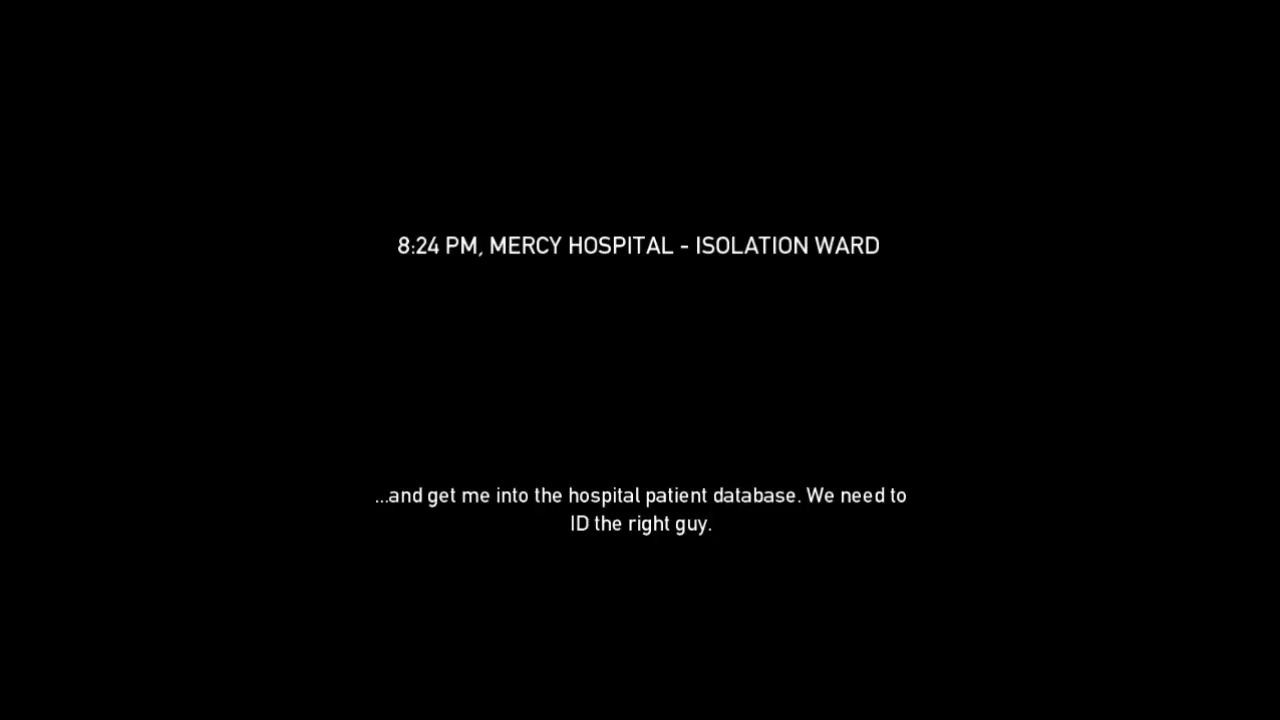 8:24 PM, MERCY HOSPITAL - ISOLATION WARD
...and get me into the hospital patient database. We need to
ID the right guy.